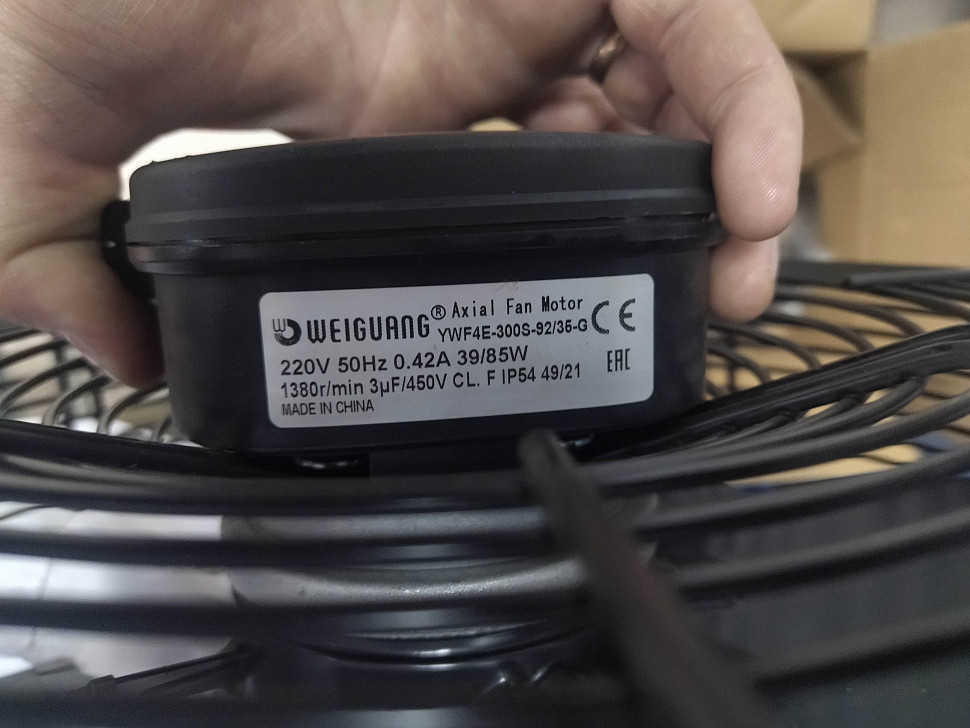 WEIGUANG® Axial Fan Motor
YWF4E-300S-92/35-G
CE
220V 50Hz 0.42A 39/85W
EAC
1380r/min 3µF/450V CL. F IP54 49/21
MADE IN CHINA